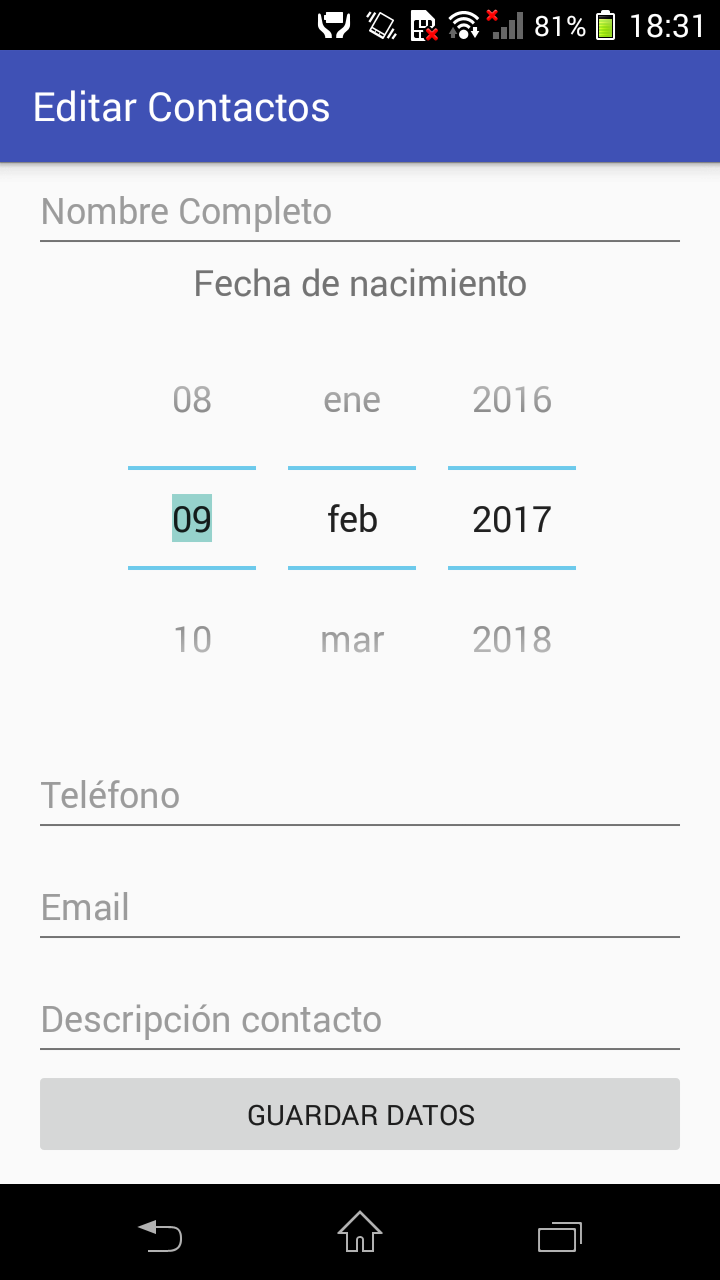 81% 18:31
Editar Contactos
Nombre Completo
Fecha de nacimiento
08 ene 2016
09 feb 2017
10 mar 2018
Teléfono
Email
Descripción contacto
GUARDAR DATOS